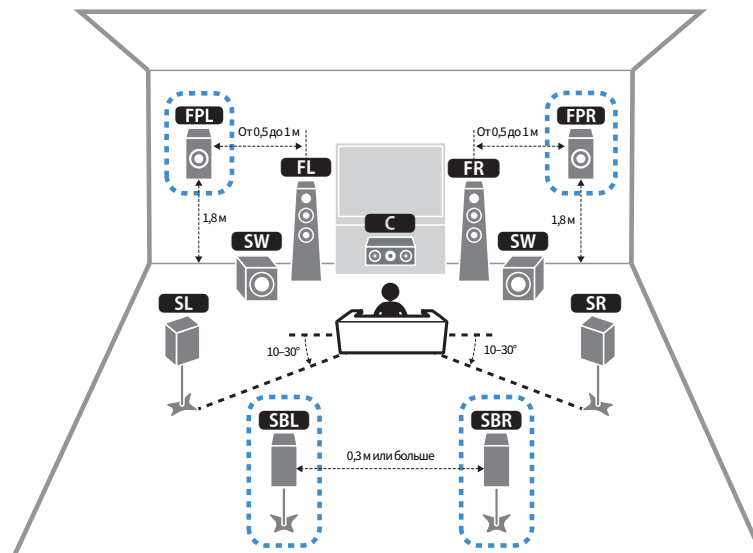 FPL
FPR
От 0,5 до 1 м
От 0,5 до 1 м
FL
FR
1,8 м
C
1,8 м
SW
SW
SL
SR
10–30°
10–30°
SBL
SBR
0,3 м или больше